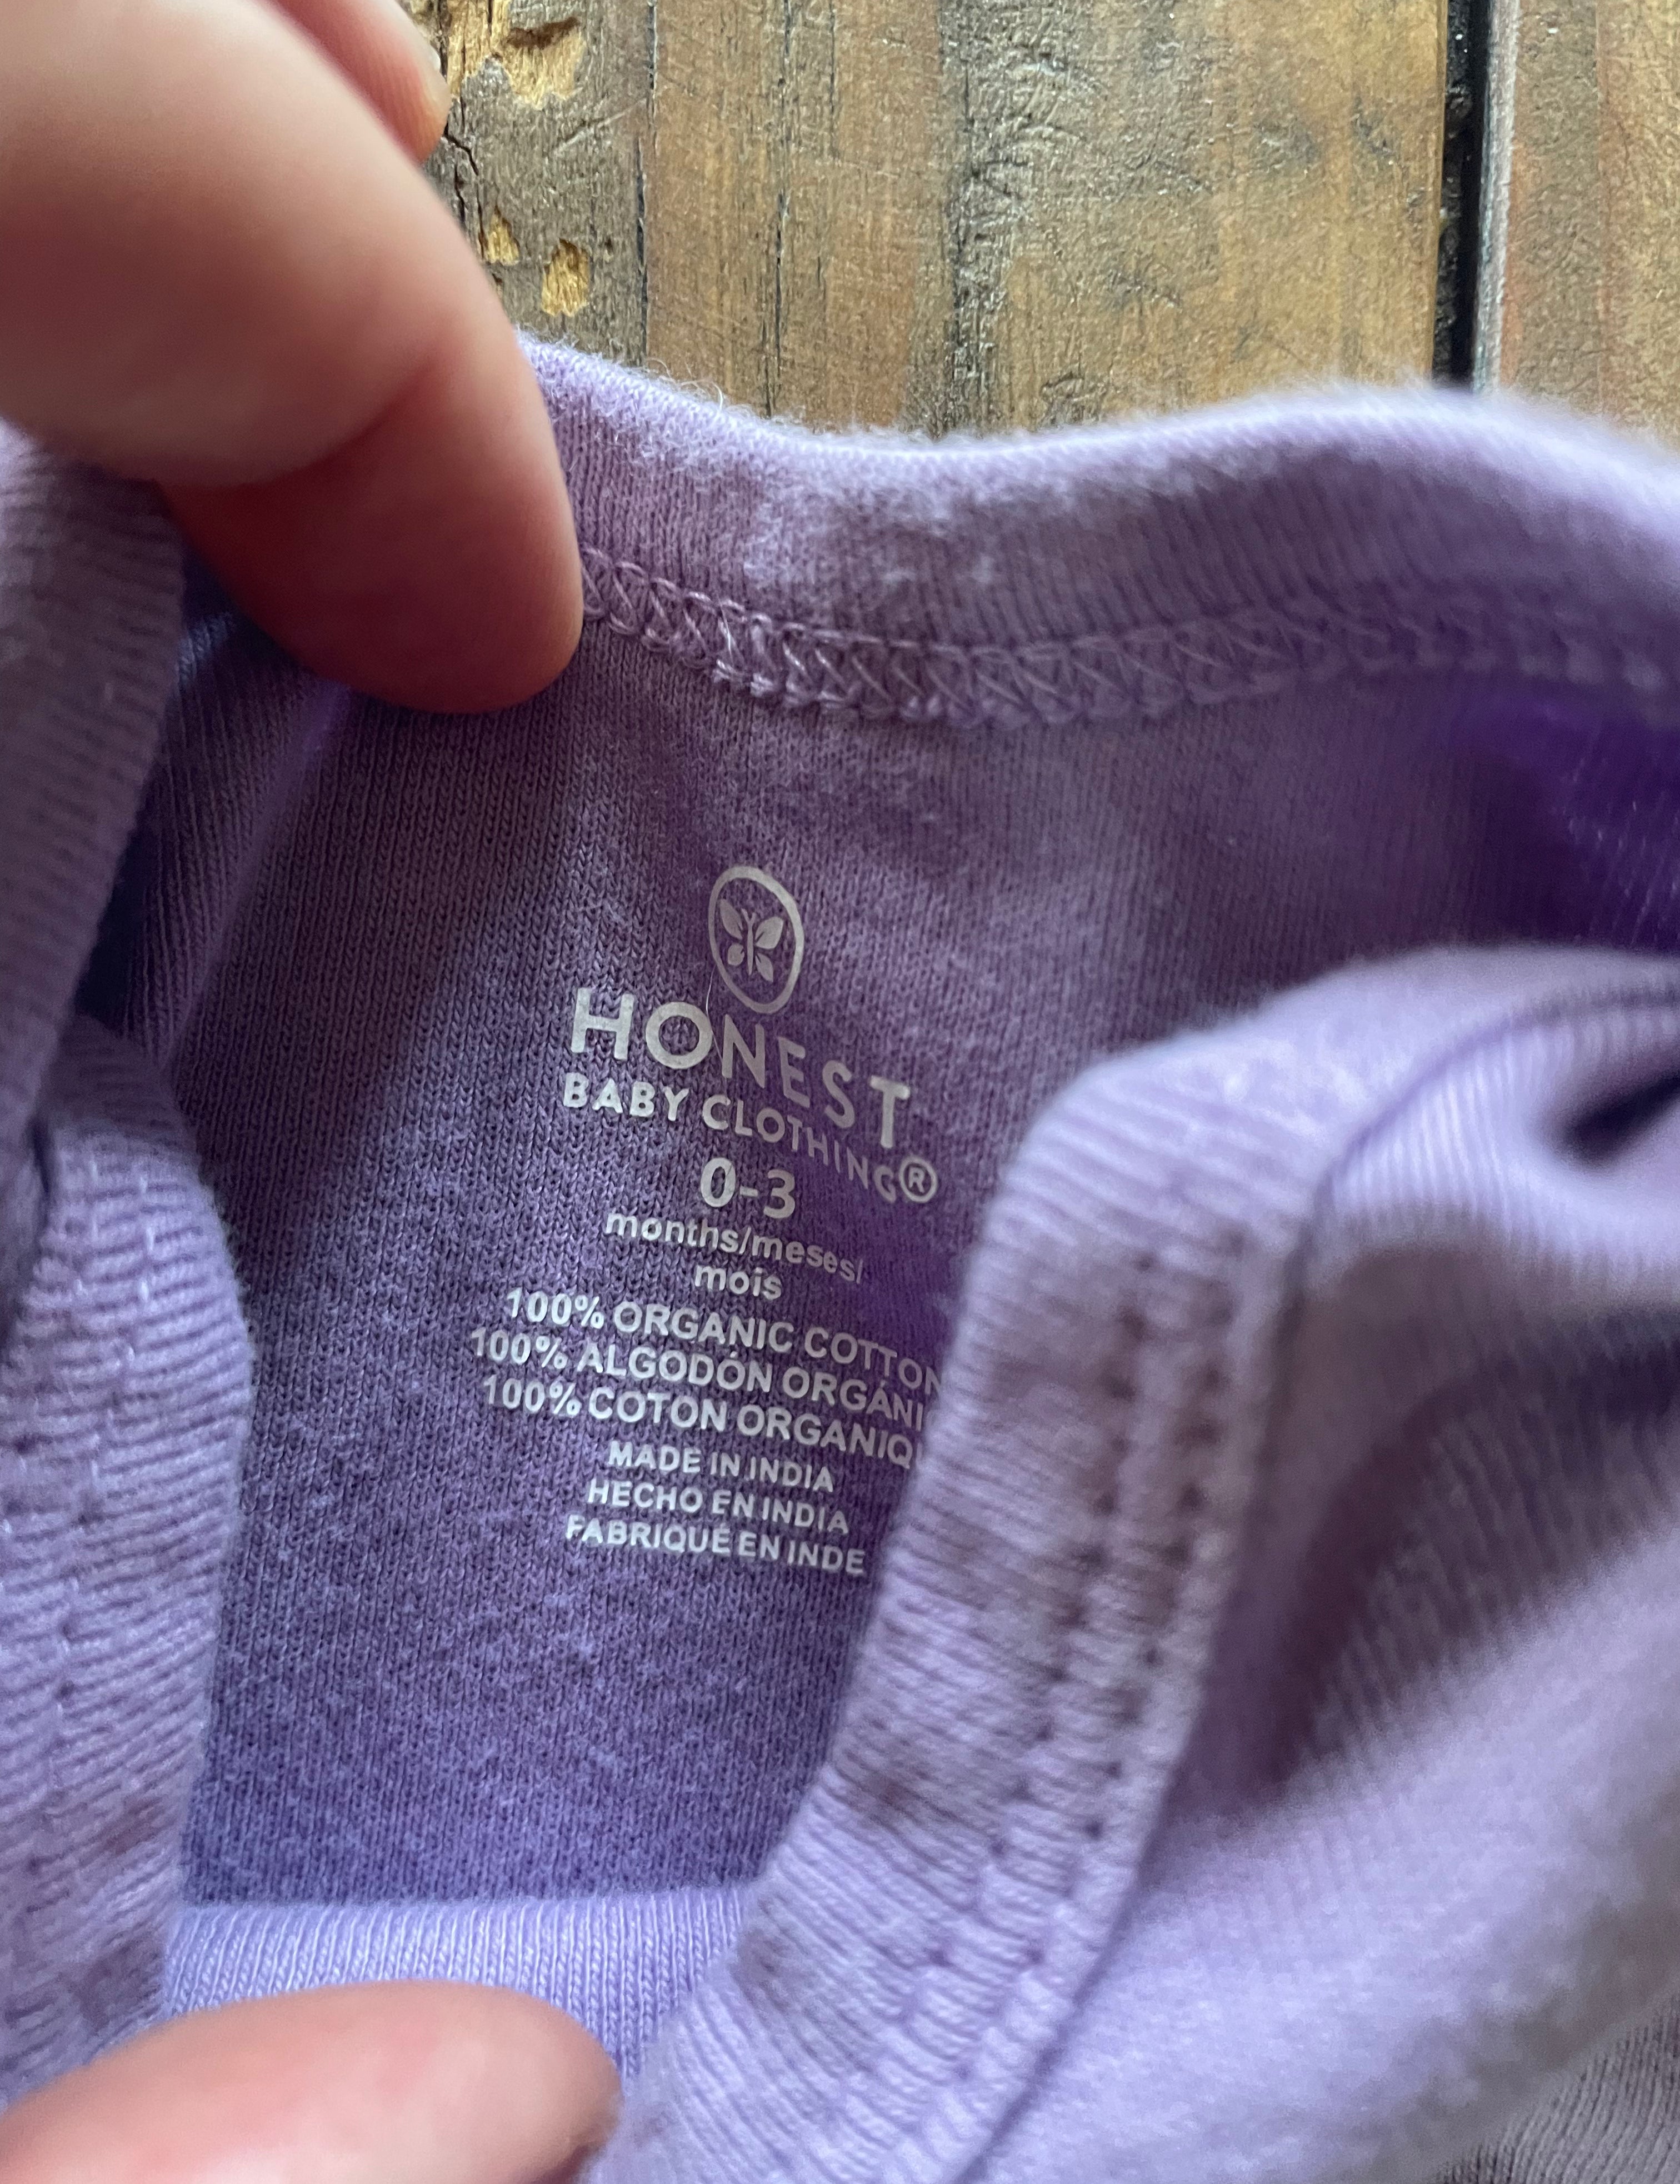 HONEST
BABY CLOTHING®
0-3
months/meses/
mois
100% ORGANIC COTTON
100% ALGODÓN ORGÁNI
100% COTON ORGANIQ
MADE IN INDIA
HECHO EN INDIA
FABRIQUÉ EN INDE